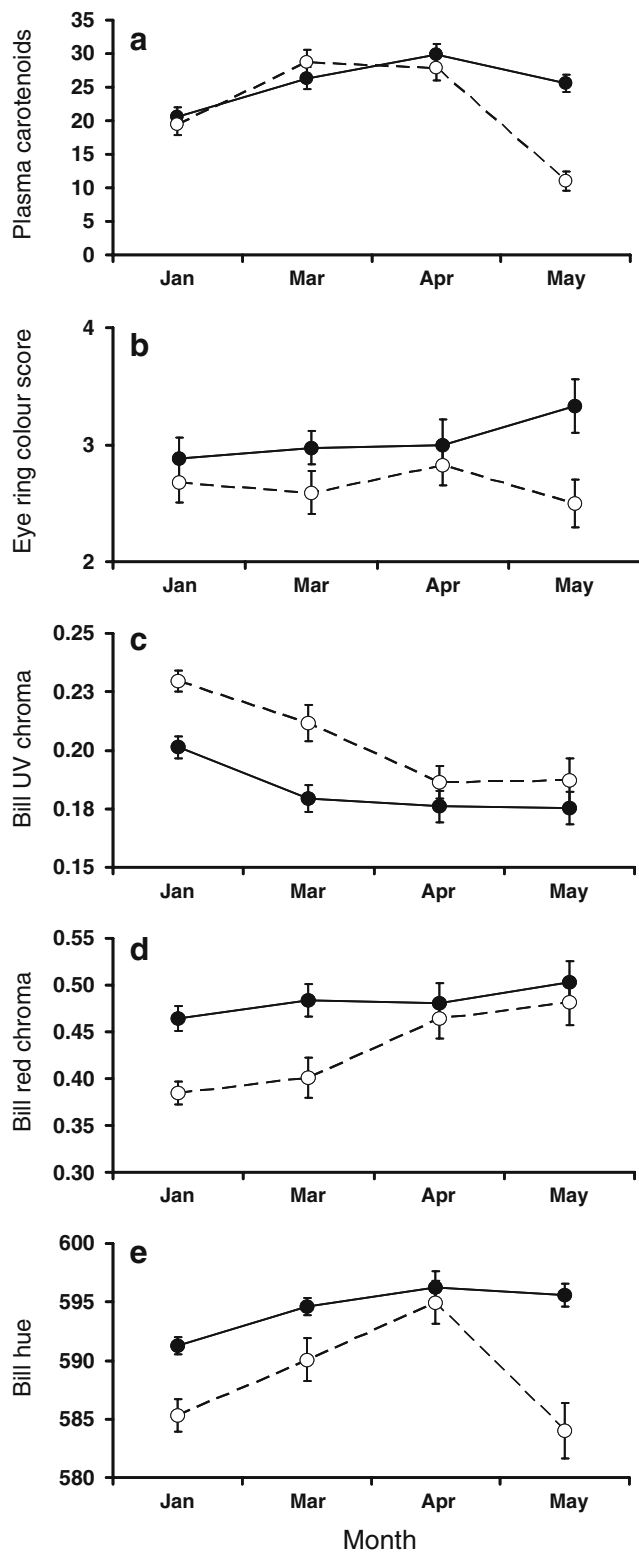 a
Plasma carotenoids
35
30
25
20
15
10
5
0
Jan Mar Apr May
b
Eye ring colour score
4
3
2
Jan Mar Apr May
c
Bill UV chroma
0.25
0.23
0.20
0.18
0.15
Jan Mar Apr May
d
Bill red chroma
0.55
0.50
0.45
0.40
0.35
0.30
Jan Mar Apr May
e
Bill hue
600
595
590
585
580
Jan Mar Apr May
Month